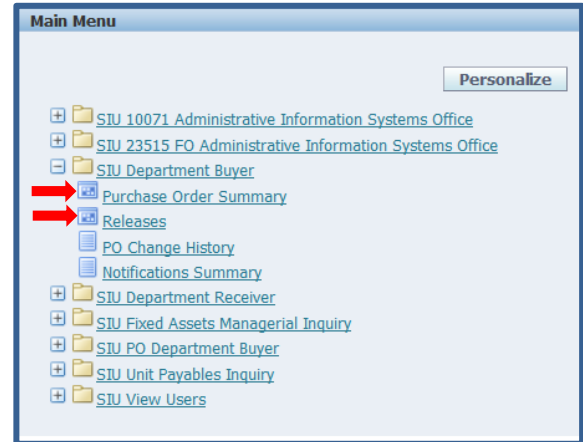 Main Menu
Personalize
SIU 10071 Administrative Information Systems Office
SIU 23515 FO Administrative Information Systems Office
SIU Department Buyer
Purchase Order Summary
Releases
PO Change History
Notifications Summary
SIU Department Receiver
SIU Fixed Assets Managerial Inquiry
SIU PO Department Buyer
SIU Unit Payables Inquiry
SIU View Users